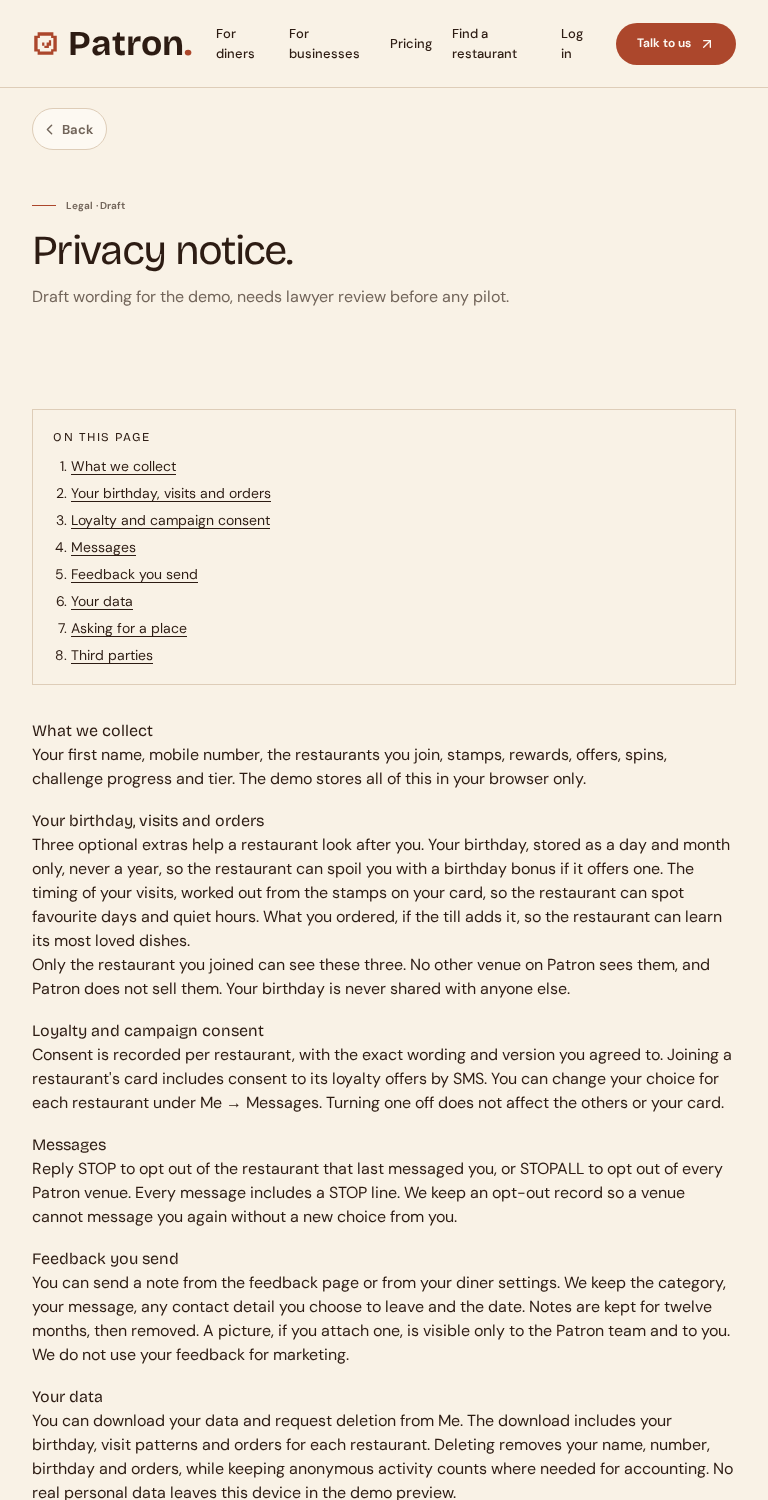 Patron.
For diners
For businesses
Pricing
Find a restaurant
Log in
Talk to us
Back
Legal · Draft
Privacy notice.
Draft wording for the demo, needs lawyer review before any pilot.
ON THIS PAGE
1. What we collect
2. Your birthday, visits and orders
3. Loyalty and campaign consent
4. Messages
5. Feedback you send
6. Your data
7. Asking for a place
8. Third parties
What we collect
Your first name, mobile number, the restaurants you join, stamps, rewards, offers, spins,
challenge progress and tier. The demo stores all of this in your browser only.
Your birthday, visits and orders
Three optional extras help a restaurant look after you. Your birthday, stored as a day and month
only, never a year, so the restaurant can spoil you with a birthday bonus if it offers one. The
timing of your visits, worked out from the stamps on your card, so the restaurant can spot
favourite days and quiet hours. What you ordered, if the till adds it, so the restaurant can learn
its most loved dishes.
Only the restaurant you joined can see these three. No other venue on Patron sees them, and
Patron does not sell them. Your birthday is never shared with anyone else.
Loyalty and campaign consent
Consent is recorded per restaurant, with the exact wording and version you agreed to. Joining a
restaurant's card includes consent to its loyalty offers by SMS. You can change your choice for
each restaurant under Me → Messages. Turning one off does not affect the others or your card.
Messages
Reply STOP to opt out of the restaurant that last messaged you, or STOPALL to opt out of every
Patron venue. Every message includes a STOP line. We keep an opt-out record so a venue
cannot message you again without a new choice from you.
Feedback you send
You can send a note from the feedback page or from your diner settings. We keep the category,
your message, any contact detail you choose to leave and the date. Notes are kept for twelve
months, then removed. A picture, if you attach one, is visible only to the Patron team and to you.
We do not use your feedback for marketing.
Your data
You can download your data and request deletion from Me. The download includes your
birthday, visit patterns and orders for each restaurant. Deleting removes your name, number,
birthday and orders, while keeping anonymous activity counts where needed for accounting. No
real personal data leaves this device in the demo preview.